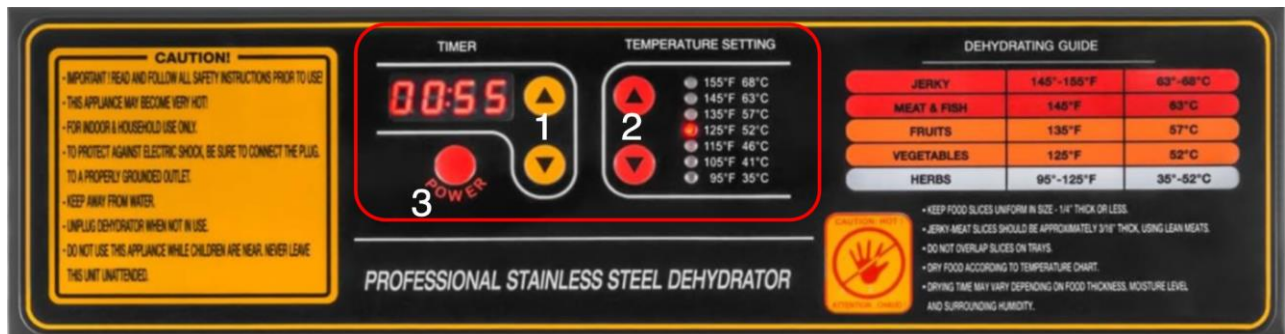 CAUTION!
- IMPORTANT! READ AND FOLLOW ALL SAFETY INSTRUCTIONS PRIOR TO USE!
- THIS APPLIANCE MAY BECOME VERY HOT!
- FOR INDOOR & HOUSEHOLD USE ONLY.
- TO PROTECT AGAINST ELECTRIC SHOCK, BE SURE TO CONNECT THE PLUG
TO A PROPERLY GROUNDED OUTLET.
- KEEP AWAY FROM WATER.
- UNPLUG DEHYDRATOR WHEN NOT IN USE.
- DO NOT USE THIS APPLIANCE WHILE CHILDREN ARE NEAR. NEVER LEAVE
THIS UNIT UNATTENDED.
TIMER
00:55
1
POWER
3
TEMPERATURE SETTING
2
155°F 68°C
145°F 63°C
135°F 57°C
125°F 52°C
115°F 46°C
105°F 41°C
95°F 35°C
PROFESSIONAL STAINLESS STEEL DEHYDRATOR
DEHYDRATING GUIDE
JERKY 145°-155°F 63°-68°C
MEAT & FISH 145°F 63°C
FRUITS 135°F 57°C
VEGETABLES 125°F 52°C
HERBS 95°-125°F 35°-52°C
CAUTION: HOT!
- KEEP FOOD SLICES UNIFORM IN SIZE - 1/4" THICK OR LESS.
- JERKY-MEAT SLICES SHOULD BE APPROXIMATELY 3/16" THICK, USING LEAN MEATS.
- DO NOT OVERLAP SLICES ON TRAYS.
- DRY FOOD ACCORDING TO TEMPERATURE CHART.
- DRYING TIME MAY VARY DEPENDING ON FOOD THICKNESS, MOISTURE LEVEL
AND SURROUNDING HUMIDITY.